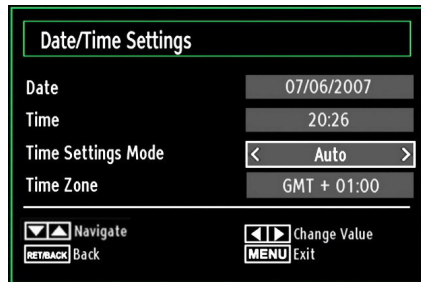 Date/Time Settings
Date 07/06/2007
Time 20:26
Time Settings Mode < Auto >
Time Zone GMT + 01:00
Navigate Change Value
RET/BACK Back MENU Exit